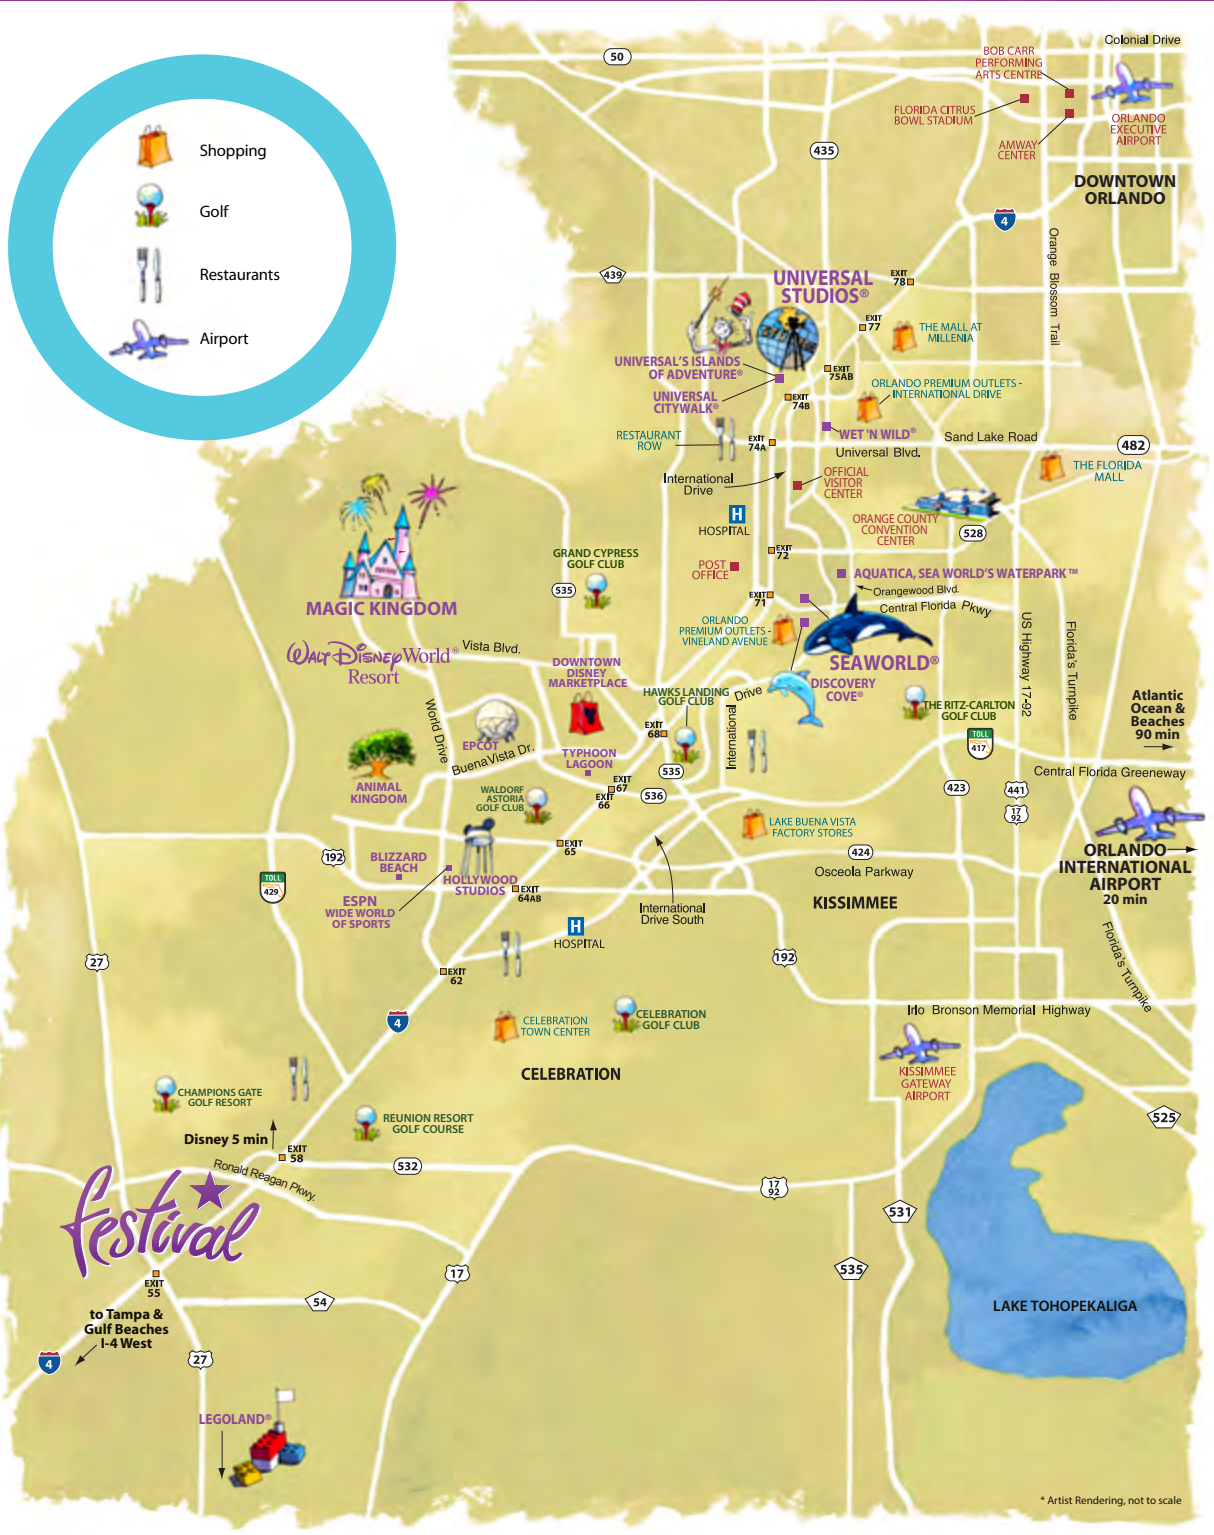 Shopping
Golf
Restaurants
Airport
Colonial Drive
50
BOB CARR
PERFORMING
ARTS CENTRE
FLORIDA CITRUS
BOWL STADIUM
AMWAY
CENTER
ORLANDO
EXECUTIVE
AIRPORT
435
DOWNTOWN
ORLANDO
4
Orange Blossom Trail
439
UNIVERSAL
STUDIOS®
EXIT
78
EXIT
77
THE MALL AT
MILLENIA
UNIVERSAL'S ISLANDS
OF ADVENTURE®
EXIT
75AB
UNIVERSAL
CITYWALK®
EXIT
74B
ORLANDO PREMIUM OUTLETS -
INTERNATIONAL DRIVE
RESTAURANT
ROW
EXIT
74A
WET 'N WILD®
Sand Lake Road
482
Universal Blvd.
International
Drive
OFFICIAL
VISITOR
CENTER
THE FLORIDA
MALL
H
HOSPITAL
ORANGE COUNTY
CONVENTION
CENTER
528
GRAND CYPRESS
GOLF CLUB
535
POST
OFFICE
EXIT
72
AQUATICA, SEA WORLD'S WATERPARK™
Orangewood Blvd.
EXIT
71
Central Florida Pkwy
MAGIC KINGDOM
ORLANDO
PREMIUM OUTLETS -
VINELAND AVENUE
US Highway 17-92
Florida's Turnpike
WALT DISNEY World®
Resort
Vista Blvd.
SEAWORLD®
DOWNTOWN
DISNEY
MARKETPLACE
HAWKS LANDING
GOLF CLUB
International Drive
DISCOVERY
COVE®
THE RITZ-CARLTON
GOLF CLUB
Atlantic
Ocean &
Beaches
90 min
World Drive
EPCOT
Buena Vista Dr.
EXIT
68
TOLL
417
TYPHOON
LAGOON
535
Central Florida Greenway
ANIMAL
KINGDOM
WALDORF
ASTORIA
GOLF CLUB
EXIT
67
EXIT
66
536
423
441
17
92
LAKE BUENA VISTA
FACTORY STORES
192
BLIZZARD
BEACH
EXIT
65
424
ORLANDO
INTERNATIONAL
AIRPORT
20 min
Osceola Parkway
TOLL
429
HOLLYWOOD
STUDIOS
EXIT
64AB
ESPN
WIDE WORLD
OF SPORTS
International
Drive South
KISSIMMEE
H
HOSPITAL
27
192
Florida's Turnpike
EXIT
62
4
CELEBRATION
TOWN CENTER
CELEBRATION
GOLF CLUB
Irlo Bronson Memorial Highway
CELEBRATION
KISSIMMEE
GATEWAY
AIRPORT
CHAMPIONS GATE
GOLF RESORT
REUNION RESORT
GOLF COURSE
525
Disney 5 min
EXIT
58
532
Ronald Reagan Pkwy.
17
92
festival
531
EXIT
55
17
535
54
to Tampa &
Gulf Beaches
I-4 West
LAKE TOHOPEKALIGA
4
27
LEGOLAND®
* Artist Rendering, not to scale